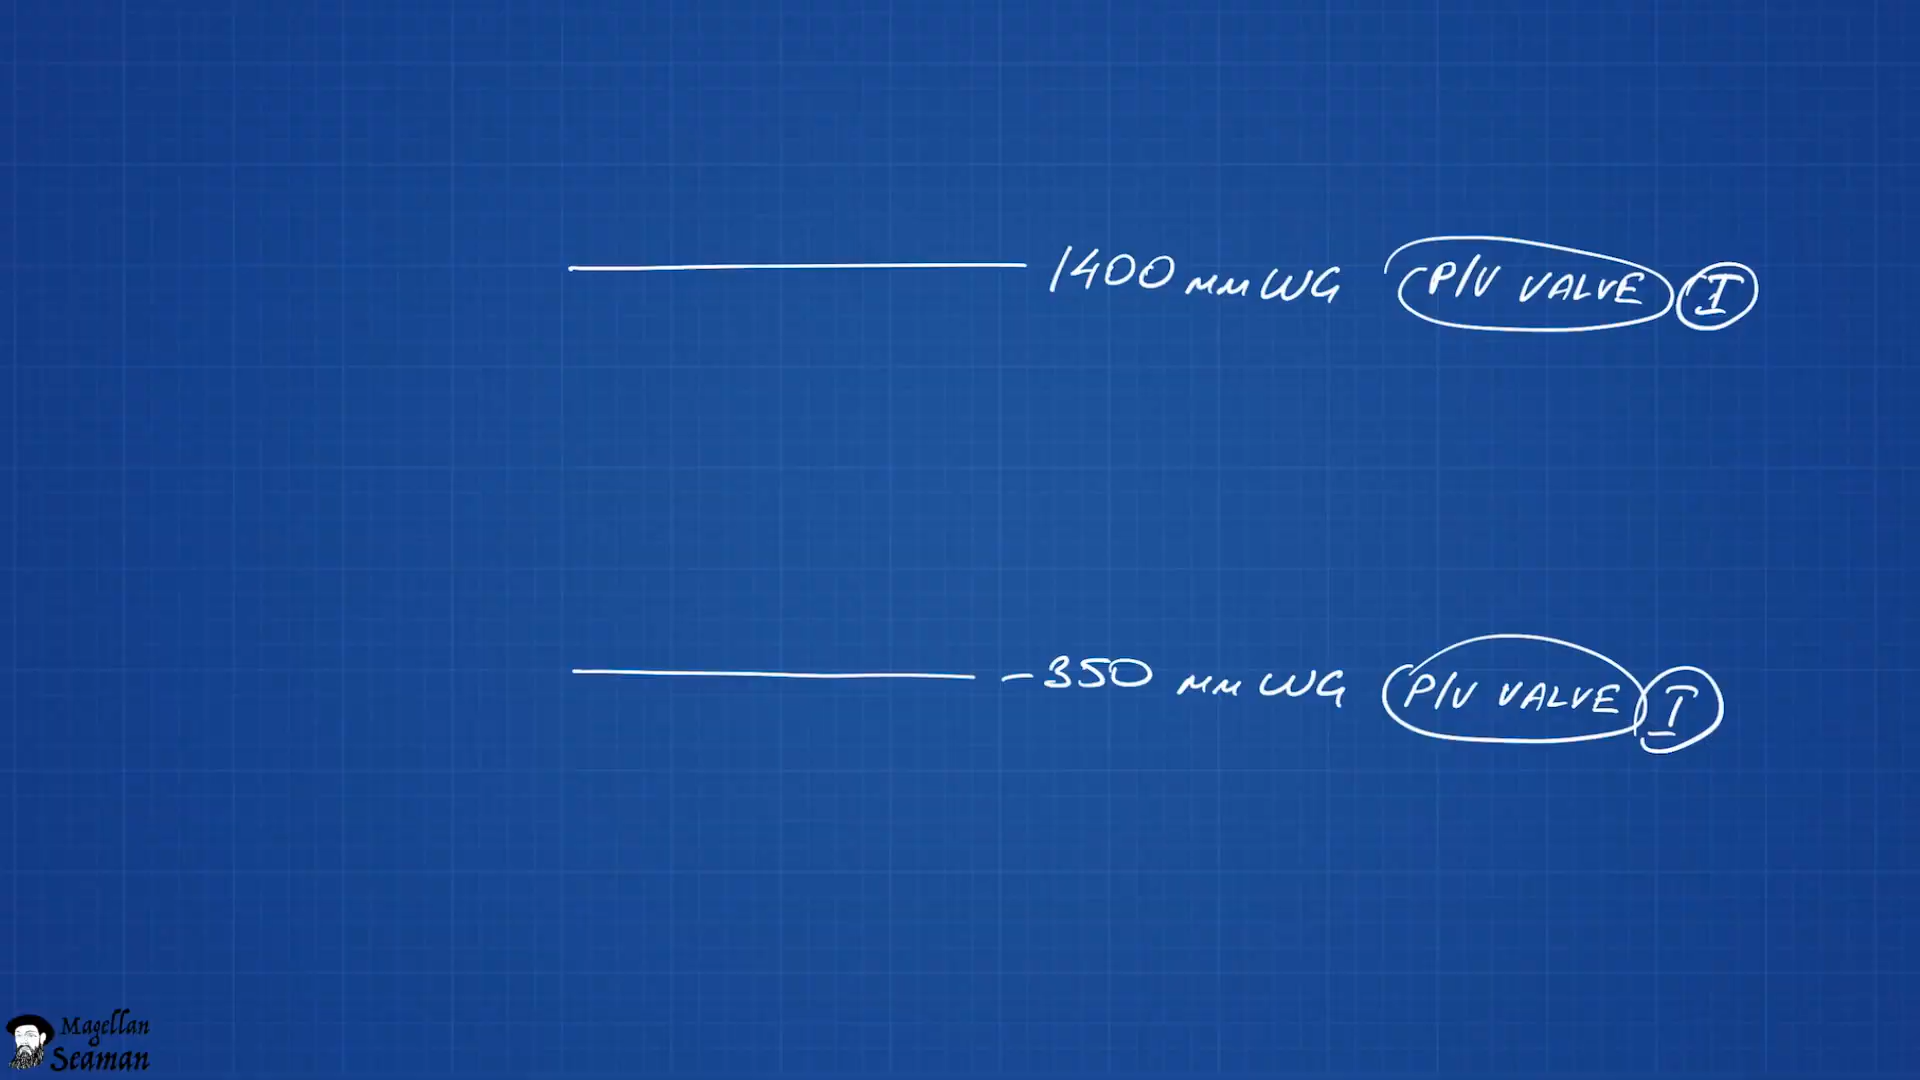 1400 mm WG P/V VALVE I
-350 mm WG P/V VALVE I
Magellan
Seaman